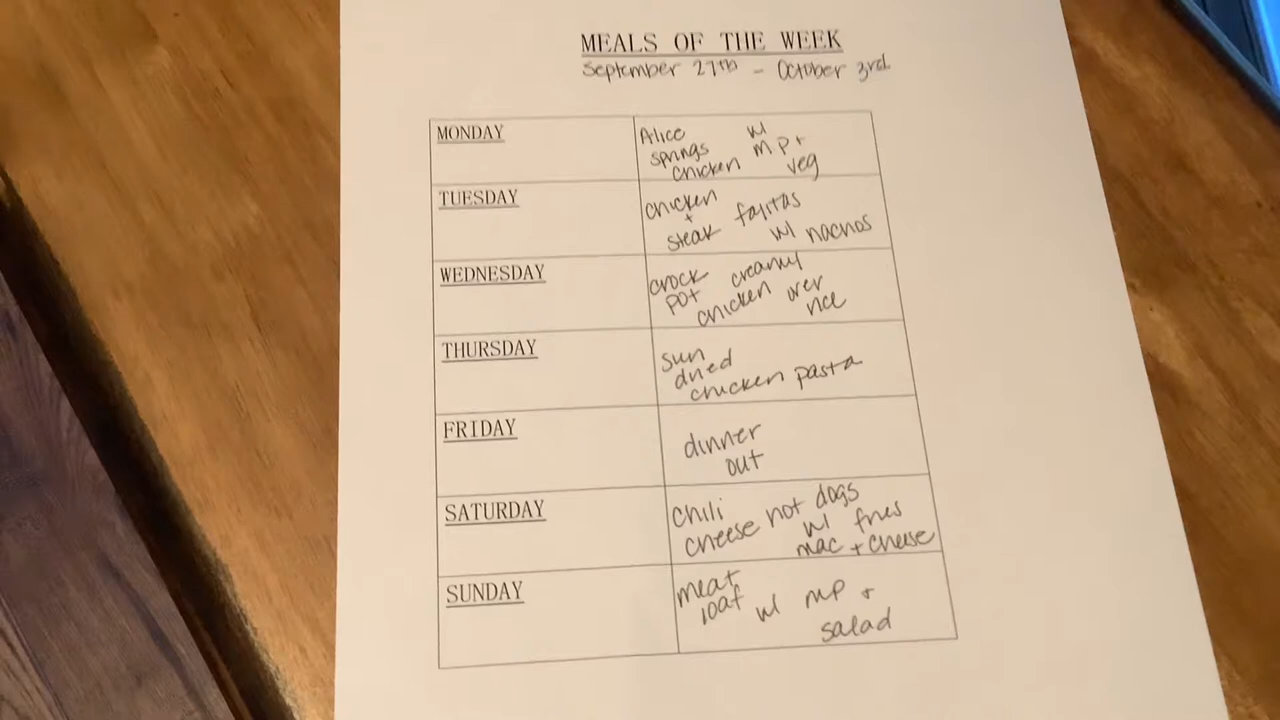 MEALS OF THE WEEK
September 27th - October 3rd
MONDAY
Alice
springs
chicken
w/
m p +
veg
TUESDAY
chicken
+
steak
fajitas
w/ nachos
WEDNESDAY
crock
pot
creamy
chicken over
rice
THURSDAY
sun
dried
chicken pasta
FRIDAY
dinner
out
SATURDAY
chili
cheese hot dogs
w/ fries
mac + cheese
SUNDAY
meat
loaf
w/ mp +
salad